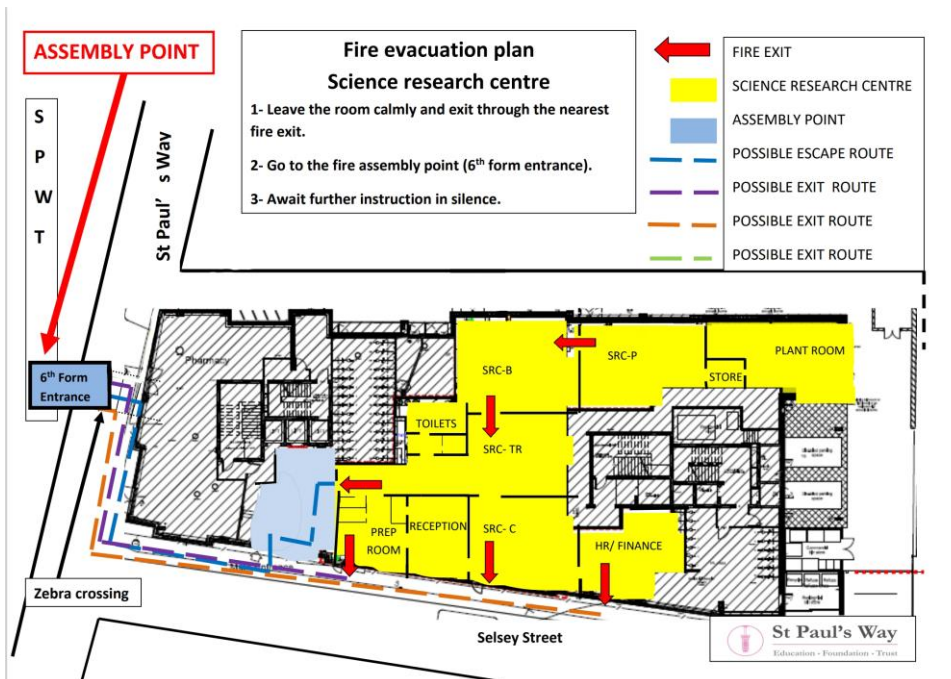 ASSEMBLY POINT
Fire evacuation plan
Science research centre
1- Leave the room calmly and exit through the nearest
fire exit.
2- Go to the fire assembly point (6th form entrance).
3- Await further instruction in silence.
FIRE EXIT
SCIENCE RESEARCH CENTRE
ASSEMBLY POINT
POSSIBLE ESCAPE ROUTE
POSSIBLE EXIT ROUTE
POSSIBLE EXIT ROUTE
POSSIBLE EXIT ROUTE
S
P
W
T
St Paul' s Way
Pharmacy
6th Form
Entrance
SRC-B
SRC-P
PLANT ROOM
STORE
TOILETS
SRC- TR
PREP
ROOM
RECEPTION
SRC- C
HR/ FINANCE
Zebra crossing
Selsey Street
St Paul's Way
Education - Foundation - Trust